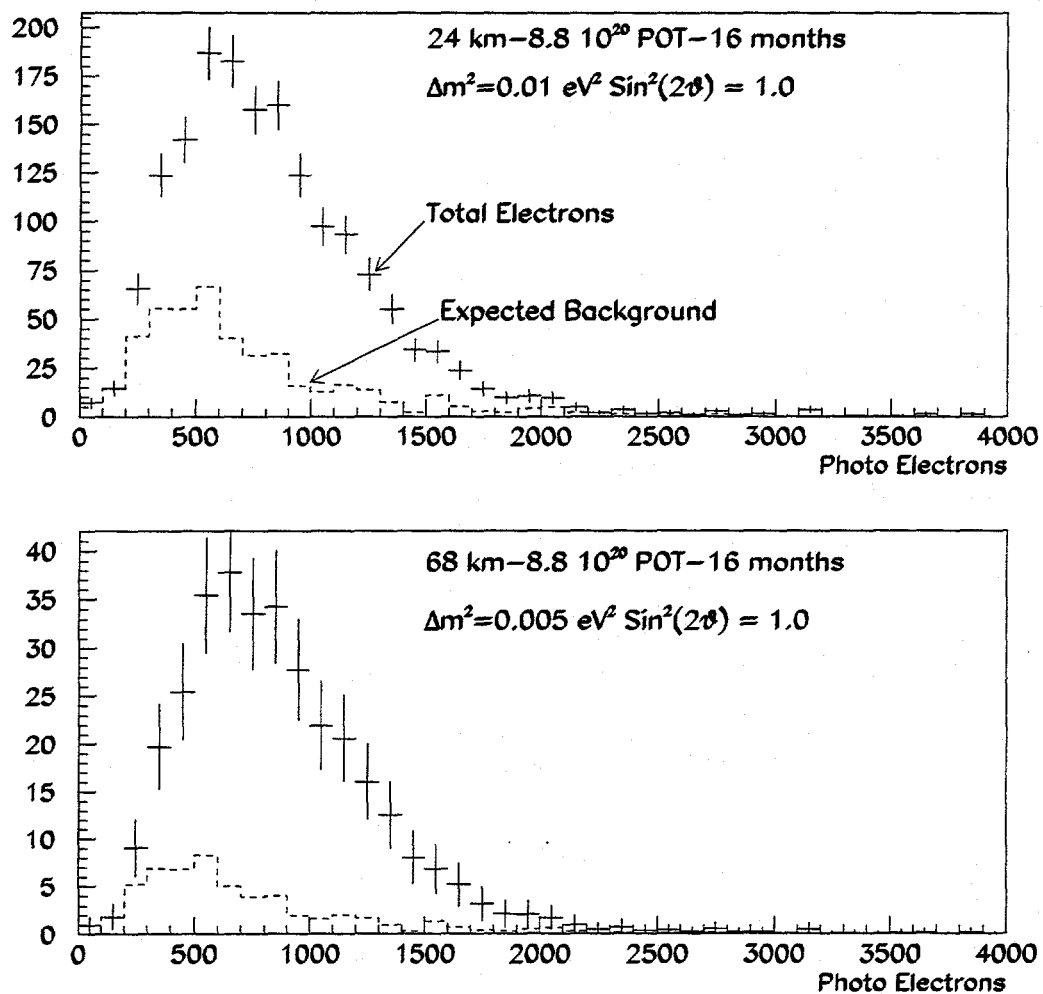 24 km–8.8 10²⁰ POT–16 months
Δm²=0.01 eV² Sin²(2ϑ) = 1.0
Total Electrons
Expected Background
200
175
150
125
100
75
50
25
0
0 500 1000 1500 2000 2500 3000 3500 4000
Photo Electrons
68 km–8.8 10²⁰ POT–16 months
Δm²=0.005 eV² Sin²(2ϑ) = 1.0
40
35
30
25
20
15
10
5
0
0 500 1000 1500 2000 2500 3000 3500 4000
Photo Electrons